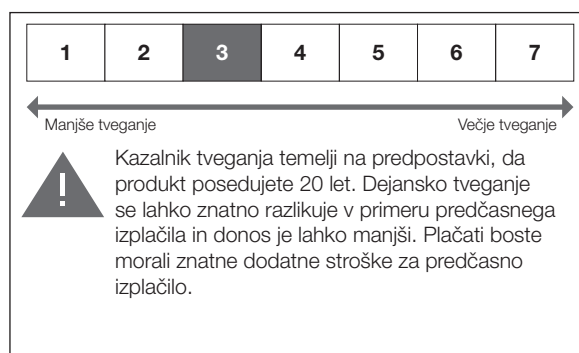 1 2 3 4 5 6 7
Manjše tveganje Večje tveganje
Kazalnik tveganja temelji na predpostavki, da
produkt posedujete 20 let. Dejansko tveganje
se lahko znatno razlikuje v primeru predčasnega
izplačila in donos je lahko manjši. Plačati boste
morali znatne dodatne stroške za predčasno
izplačilo.